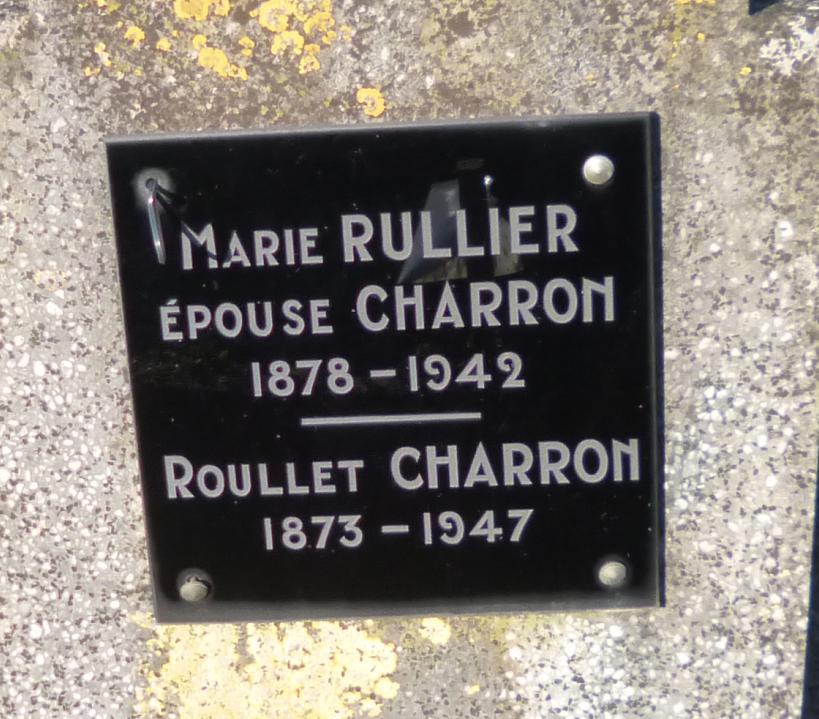 MARIE RULLIER
ÉPOUSE CHARRON
1878 – 1942
ROULLET CHARRON
1873 – 1947